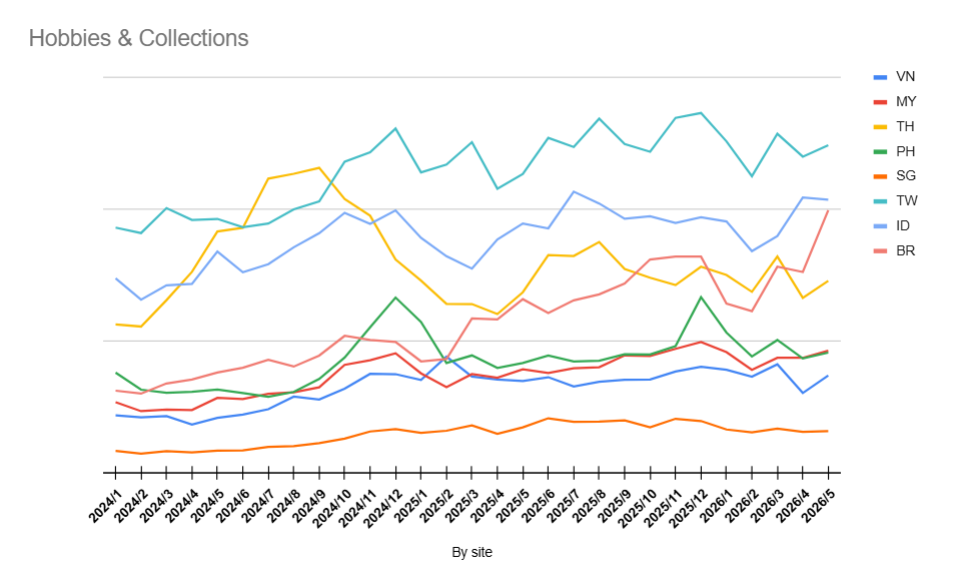 Hobbies & Collections
VN
MY
TH
PH
SG
TW
ID
BR
2024/1
2024/2
2024/3
2024/4
2024/5
2024/6
2024/7
2024/8
2024/9
2024/10
2024/11
2024/12
2025/1
2025/2
2025/3
2025/4
2025/5
2025/6
2025/7
2025/8
2025/9
2025/10
2025/11
2025/12
2026/1
2026/2
2026/3
2026/4
2026/5
By site